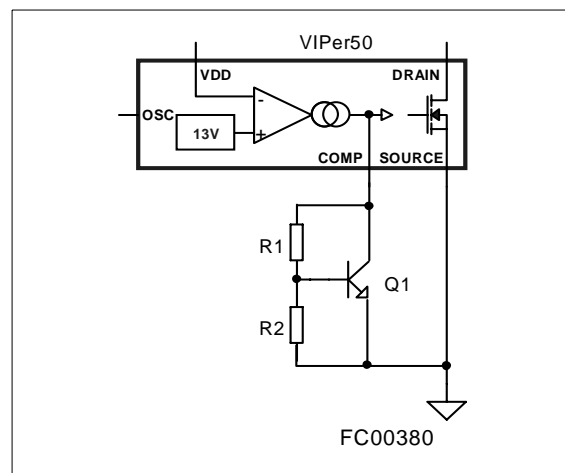 VIPer50
VDD
DRAIN
OSC
-
13V
+
COMP SOURCE
R1
Q1
R2
FC00380